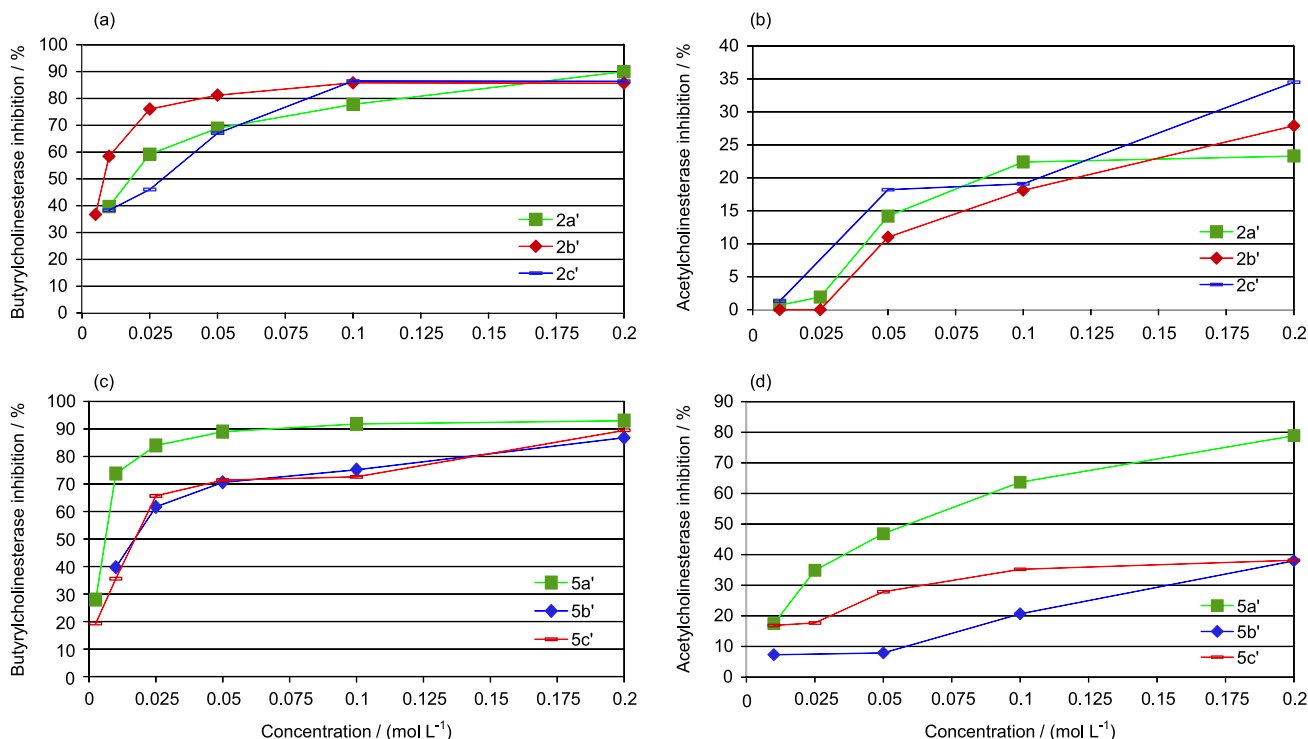 (a)
Butyrylcholinesterase inhibition / %
100
90
80
70
60
50
40
30
20
10
0
0 0.025 0.05 0.075 0.1 0.125 0.15 0.175 0.2
2a'
2b'
2c'
(b)
Acetylcholinesterase inhibition / %
40
35
30
25
20
15
10
5
0
0 0.025 0.05 0.075 0.1 0.125 0.15 0.175 0.2
2a'
2b'
2c'
(c)
Butyrylcholinesterase inhibition / %
100
90
80
70
60
50
40
30
20
10
0
0 0.025 0.05 0.075 0.1 0.125 0.15 0.175 0.2
5a'
5b'
5c'
Concentration / (mol L⁻¹)
(d)
Acetylcholinesterase inhibition / %
90
80
70
60
50
40
30
20
10
0
0 0.025 0.05 0.075 0.1 0.125 0.15 0.175 0.2
5a'
5b'
5c'
Concentration / (mol L⁻¹)